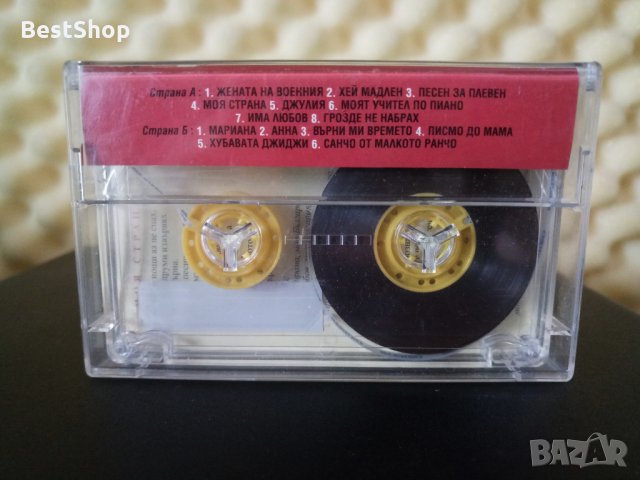 BestShop
Страна А : 1. ЖЕНАТА НА ВОЕННИЯ 2. ХЕЙ МАДЛЕН 3. ПЕСЕН ЗА ПЛЕВЕН
4. МОЯ СТРАНА 5. ДЖУЛИЯ 6. МОЯТ УЧИТЕЛ ПО ПИАНО
7. ИМА ЛЮБОВ 8. ГРОЗДЕ НЕ НАБРАХ
Страна Б : 1. МАРИАНА 2. АННА 3. ВЪРНИ МИ ВРЕМЕТО 4. ПИСМО ДО МАМА
5. ХУБАВАТА ДЖИДЖИ 6. САНЧО ОТ МАЛКОТО РАНЧО
BAZAR